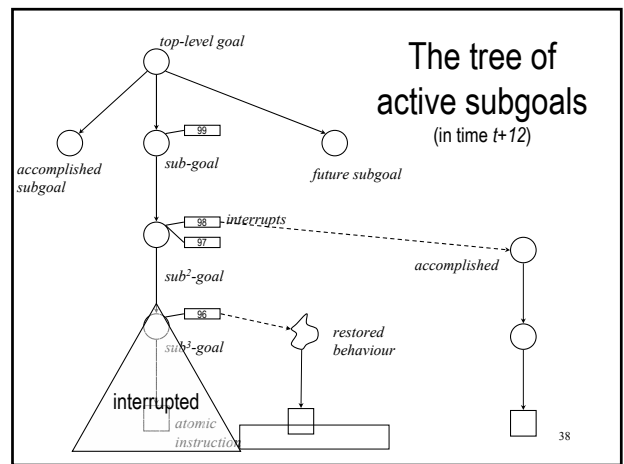 top-level goal
The tree of
active subgoals
(in time t+12)
99
accomplished
subgoal
sub-goal
future subgoal
98
interrupts
97
accomplished
sub²-goal
96
sub³-goal
restored
behaviour
interrupted
atomic
instruction
38